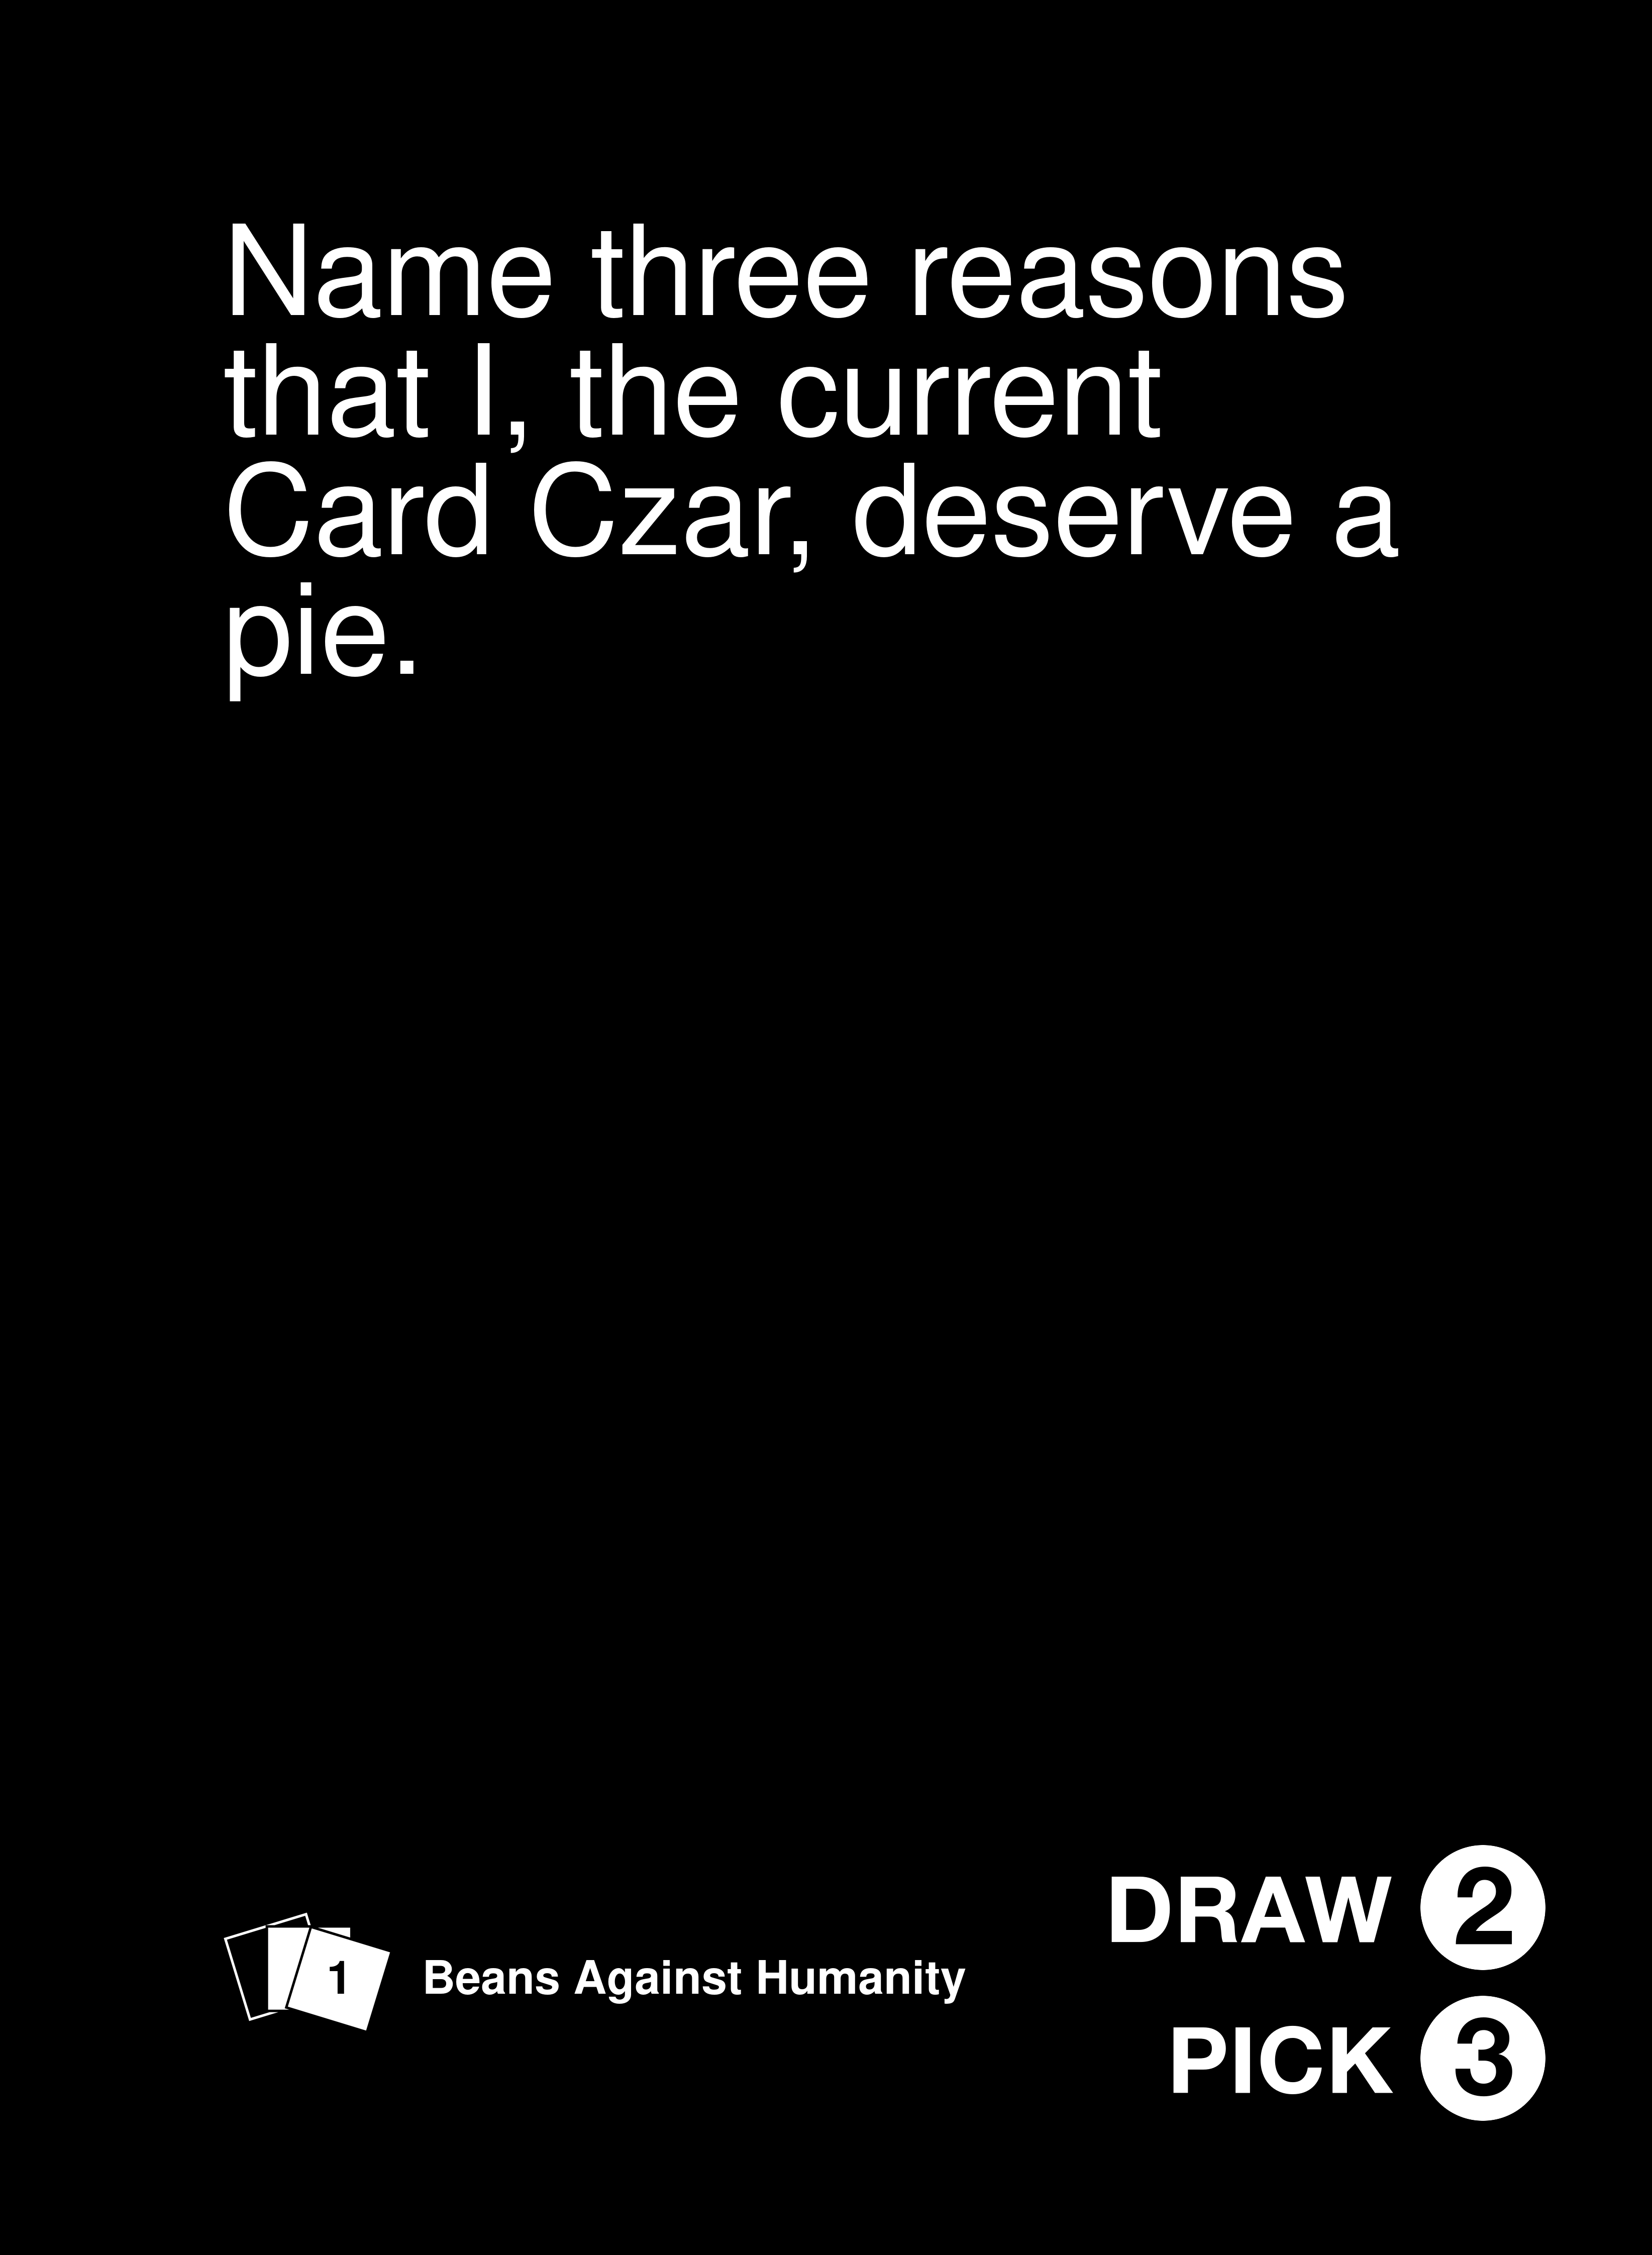 Name three reasons
that I, the current
Card Czar, deserve a
pie.
DRAW 2
1 Beans Against Humanity
PICK 3